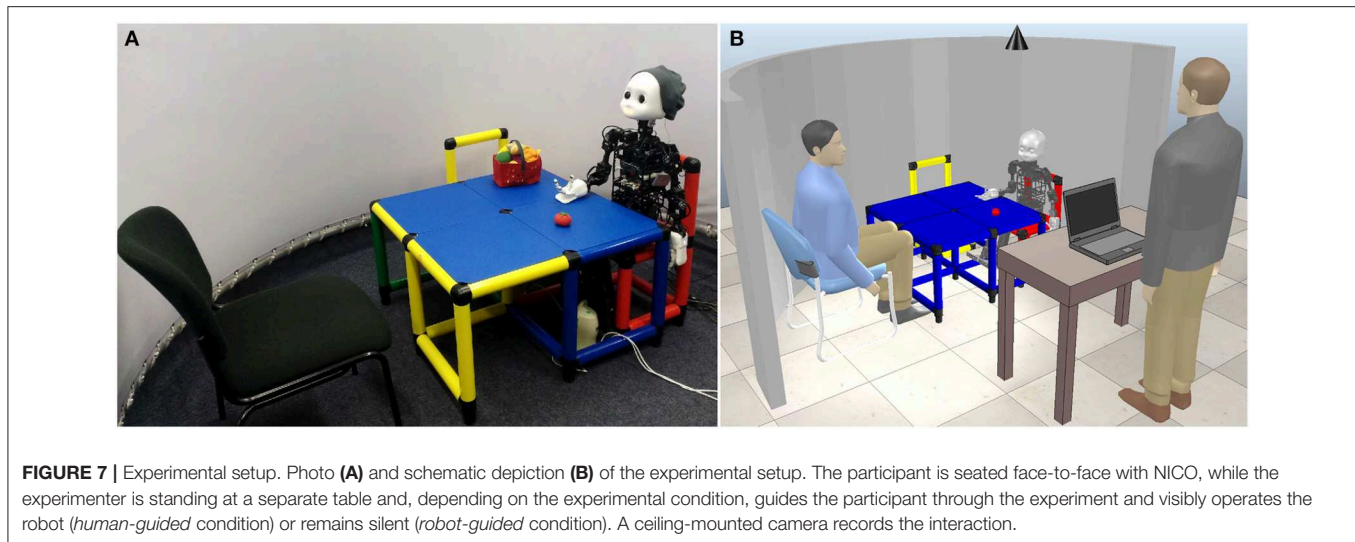 A
B
FIGURE 7 | Experimental setup. Photo (A) and schematic depiction (B) of the experimental setup. The participant is seated face-to-face with NICO, while the
experimenter is standing at a separate table and, depending on the experimental condition, guides the participant through the experiment and visibly operates the
robot (human-guided condition) or remains silent (robot-guided condition). A ceiling-mounted camera records the interaction.